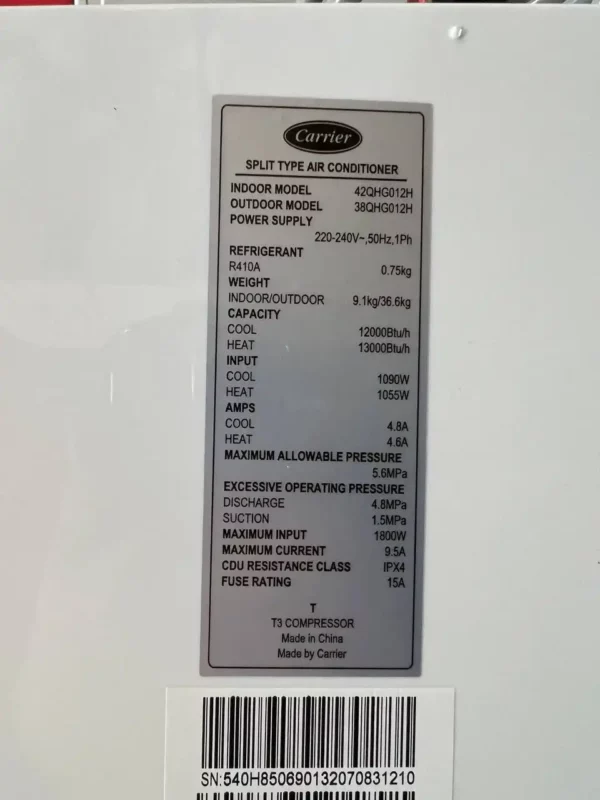 Carrier
SPLIT TYPE AIR CONDITIONER
INDOOR MODEL 42QHG012H
OUTDOOR MODEL 38QHG012H
POWER SUPPLY
220-240V~,50Hz,1Ph
REFRIGERANT
R410A 0.75kg
WEIGHT
INDOOR/OUTDOOR 9.1kg/36.6kg
CAPACITY
COOL 12000Btu/h
HEAT 13000Btu/h
INPUT
COOL 1090W
HEAT 1055W
AMPS
COOL 4.8A
HEAT 4.6A
MAXIMUM ALLOWABLE PRESSURE
5.6MPa
EXCESSIVE OPERATING PRESSURE
DISCHARGE 4.8MPa
SUCTION 1.5MPa
MAXIMUM INPUT 1800W
MAXIMUM CURRENT 9.5A
CDU RESISTANCE CLASS IPX4
FUSE RATING 15A
T
T3 COMPRESSOR
Made in China
Made by Carrier
SN:540H850690132070831210